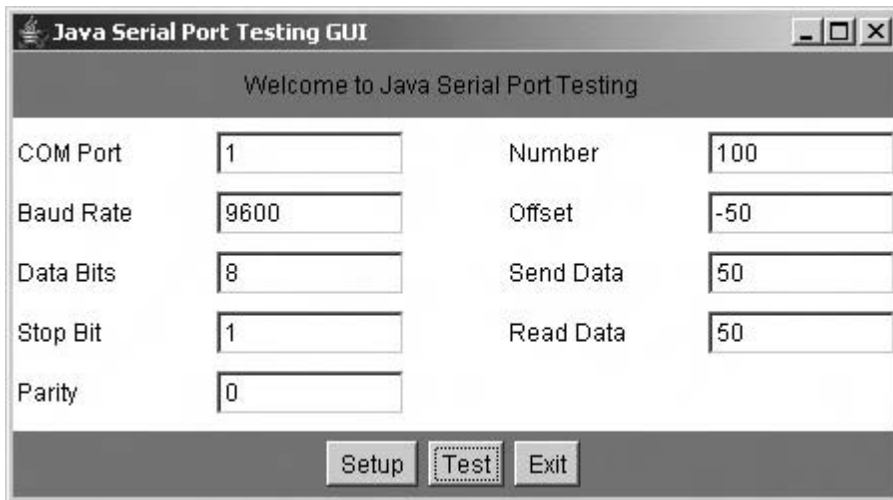 Java Serial Port Testing GUI
Welcome to Java Serial Port Testing
COM Port 1 Number 100
Baud Rate 9600 Offset -50
Data Bits 8 Send Data 50
Stop Bit 1 Read Data 50
Parity 0
Setup Test Exit